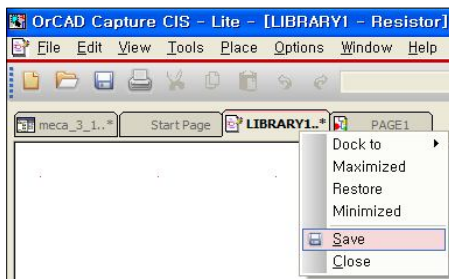 OrCAD Capture CIS - Lite - [LIBRARY1 - Resistor]
File Edit View Tools Place Options Window Help
meca_3_1..* Start Page LIBRARY1..* PAGE1
Dock to
Maximized
Restore
Minimized
Save
Close